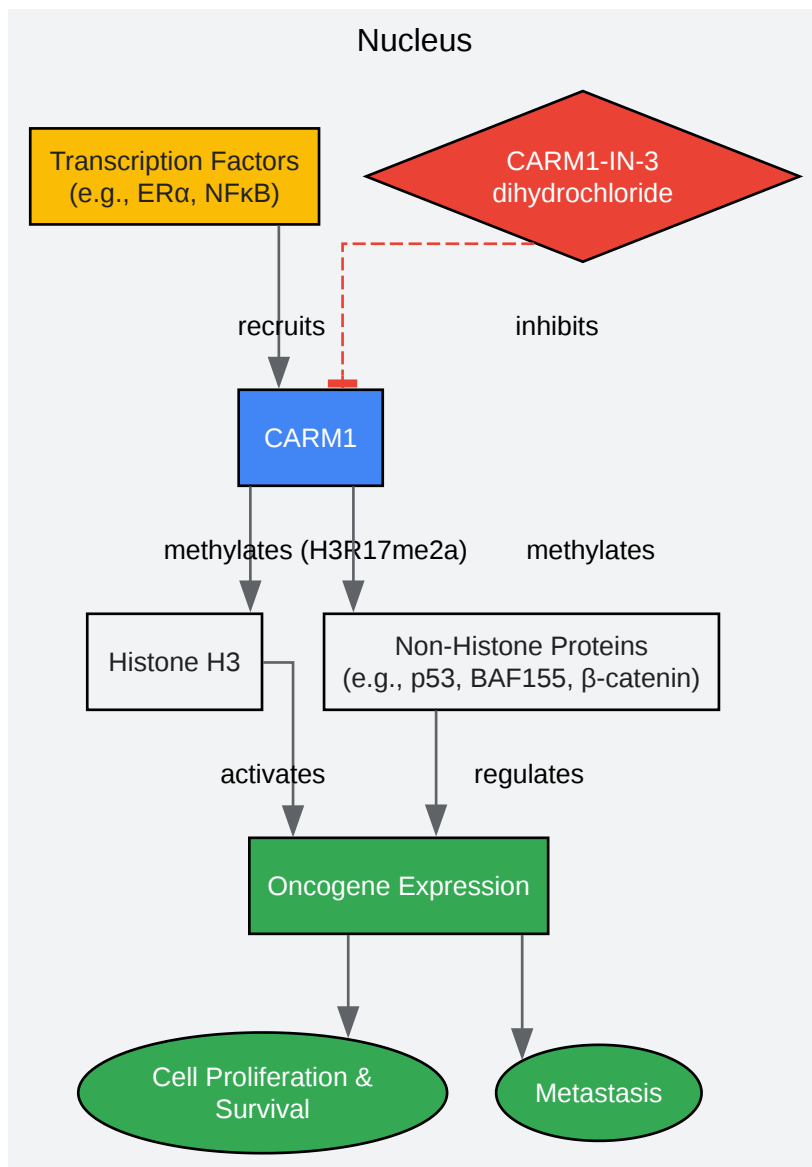 Nucleus
Transcription Factors
(e.g., ERα, NFκB)
CARM1-IN-3
dihydrochloride
recruits
inhibits
CARM1
methylates (H3R17me2a)
methylates
Histone H3
Non-Histone Proteins
(e.g., p53, BAF155, β-catenin)
activates
regulates
Oncogene Expression
Cell Proliferation &
Survival
Metastasis